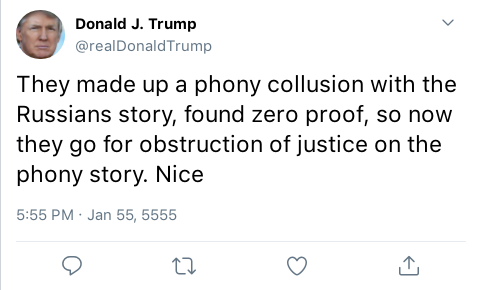 Donald J. Trump
@realDonaldTrump
They made up a phony collusion with the
Russians story, found zero proof, so now
they go for obstruction of justice on the
phony story. Nice
5:55 PM · Jan 55, 5555